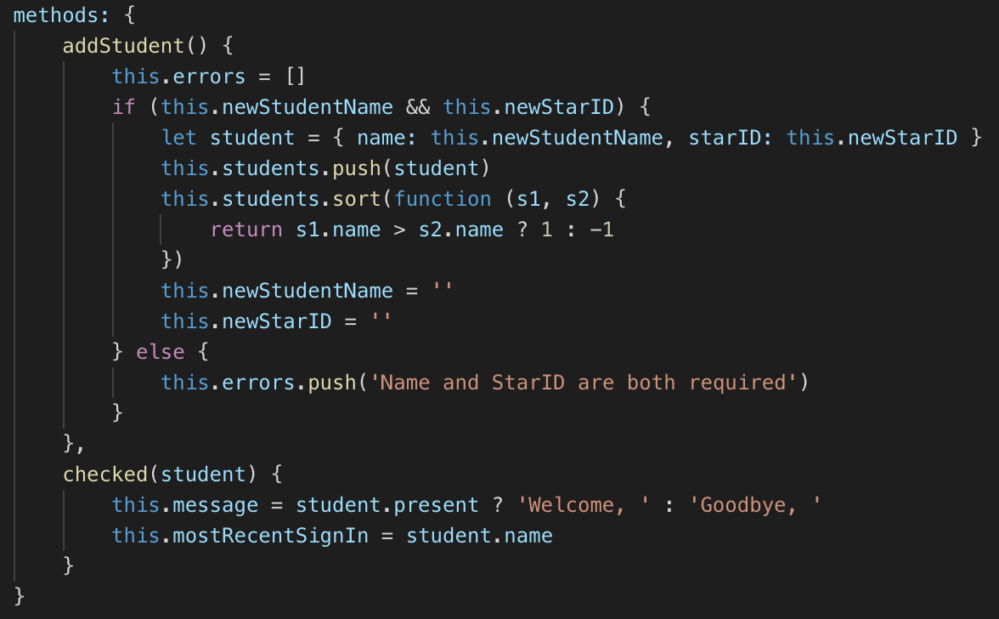 methods: {
    addStudent() {
        this.errors = []
        if (this.newStudentName && this.newStarID) {
            let student = { name: this.newStudentName, starID: this.newStarID }
            this.students.push(student)
            this.students.sort(function (s1, s2) {
                return s1.name > s2.name ? 1 : -1
            })
            this.newStudentName = ''
            this.newStarID = ''
        } else {
            this.errors.push('Name and StarID are both required')
        }
    },
    checked(student) {
        this.message = student.present ? 'Welcome, ' : 'Goodbye, '
        this.mostRecentSignIn = student.name
    }
}